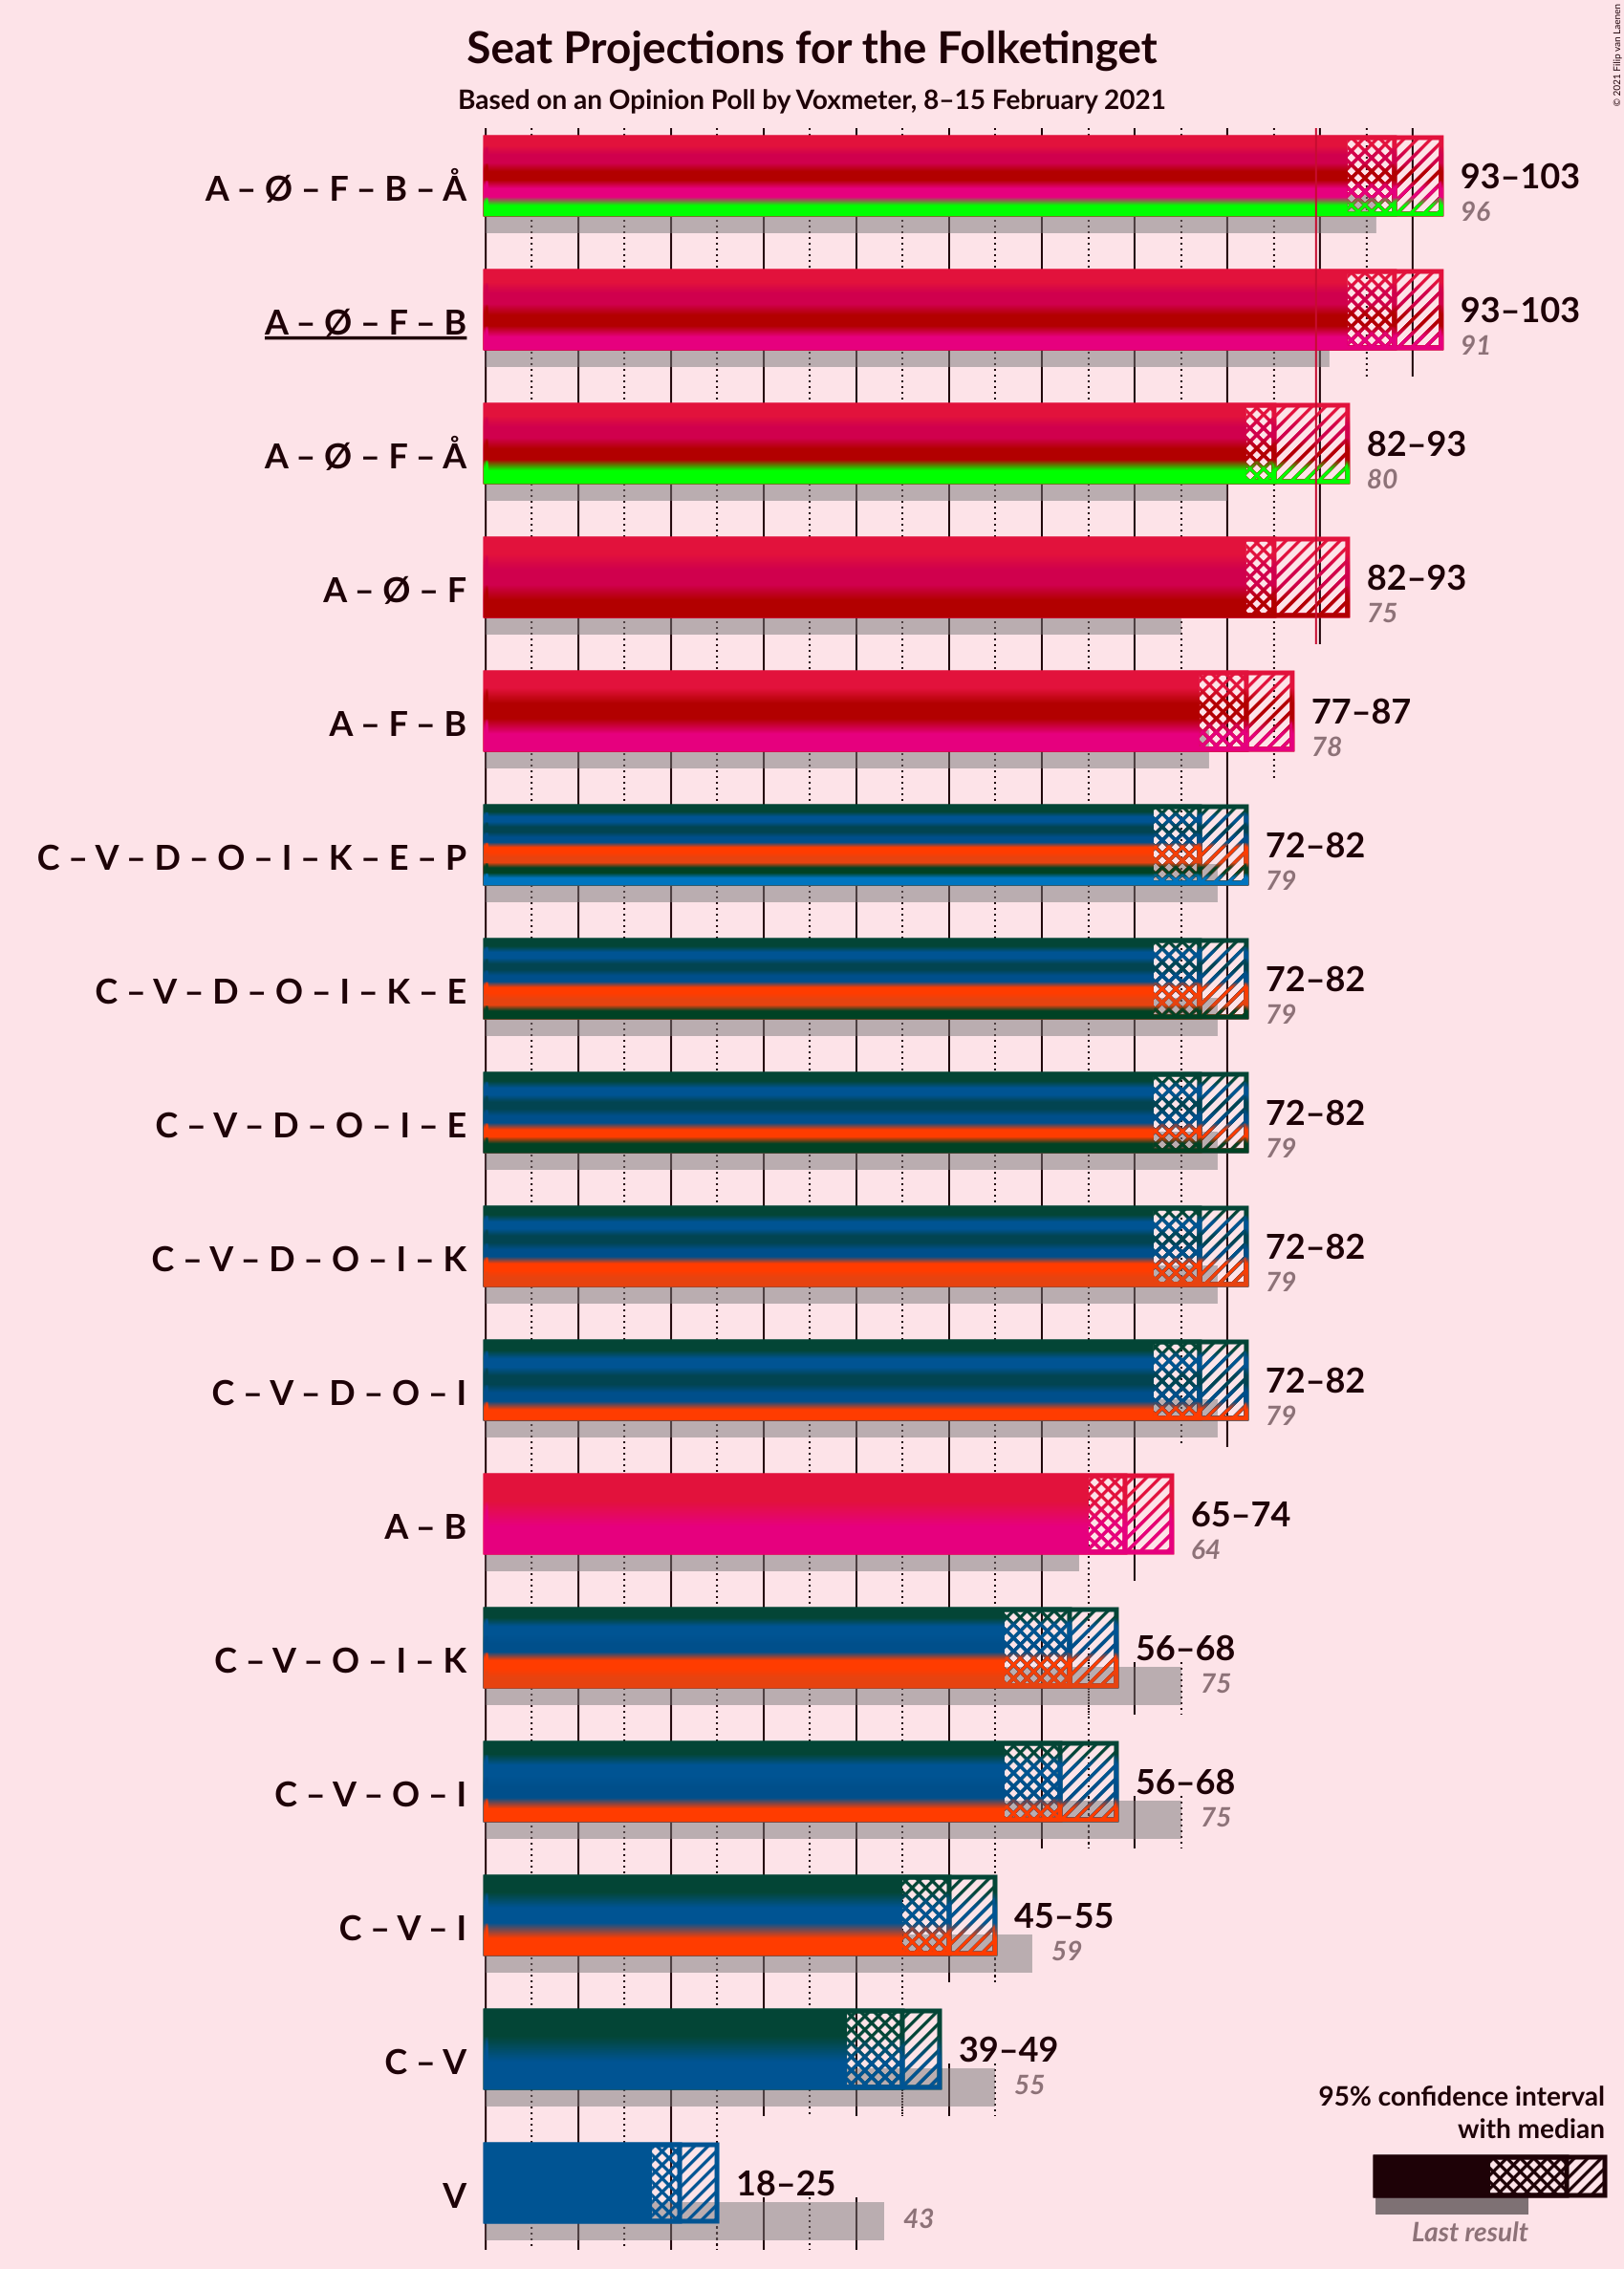 Seat Projections for the Folketinget
Based on an Opinion Poll by Voxmeter, 8–15 February 2021
© 2021 Filip van Laenen
A – Ø – F – B – Å
93–103
96
A – Ø – F – B
93–103
91
A – Ø – F – Å
82–93
80
A – Ø – F
82–93
75
A – F – B
77–87
78
C – V – D – O – I – K – E – P
72–82
79
C – V – D – O – I – K – E
72–82
79
C – V – D – O – I – E
72–82
79
C – V – D – O – I – K
72–82
79
C – V – D – O – I
72–82
79
A – B
65–74
64
C – V – O – I – K
56–68
75
C – V – O – I
56–68
75
C – V – I
45–55
59
C – V
39–49
55
V
18–25
43
95% confidence interval
with median
Last result